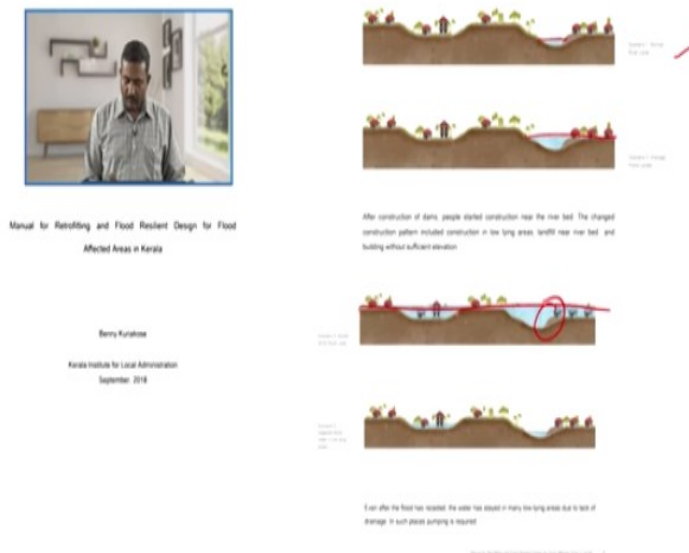 Manual for Retrofitting and Flood Resilient Design for Flood
Affected Areas in Kerala
Benny Kuriakose
Kerala Institute for Local Administration
September 2018
After construction of dams, people started construction near the river bed. The changed
construction pattern included construction in low lying areas, landfill near river bed and
building without sufficient elevation
Even after the flood has receded, the water has stayed in many low lying areas due to lack of
drainage. In such places pumping is required